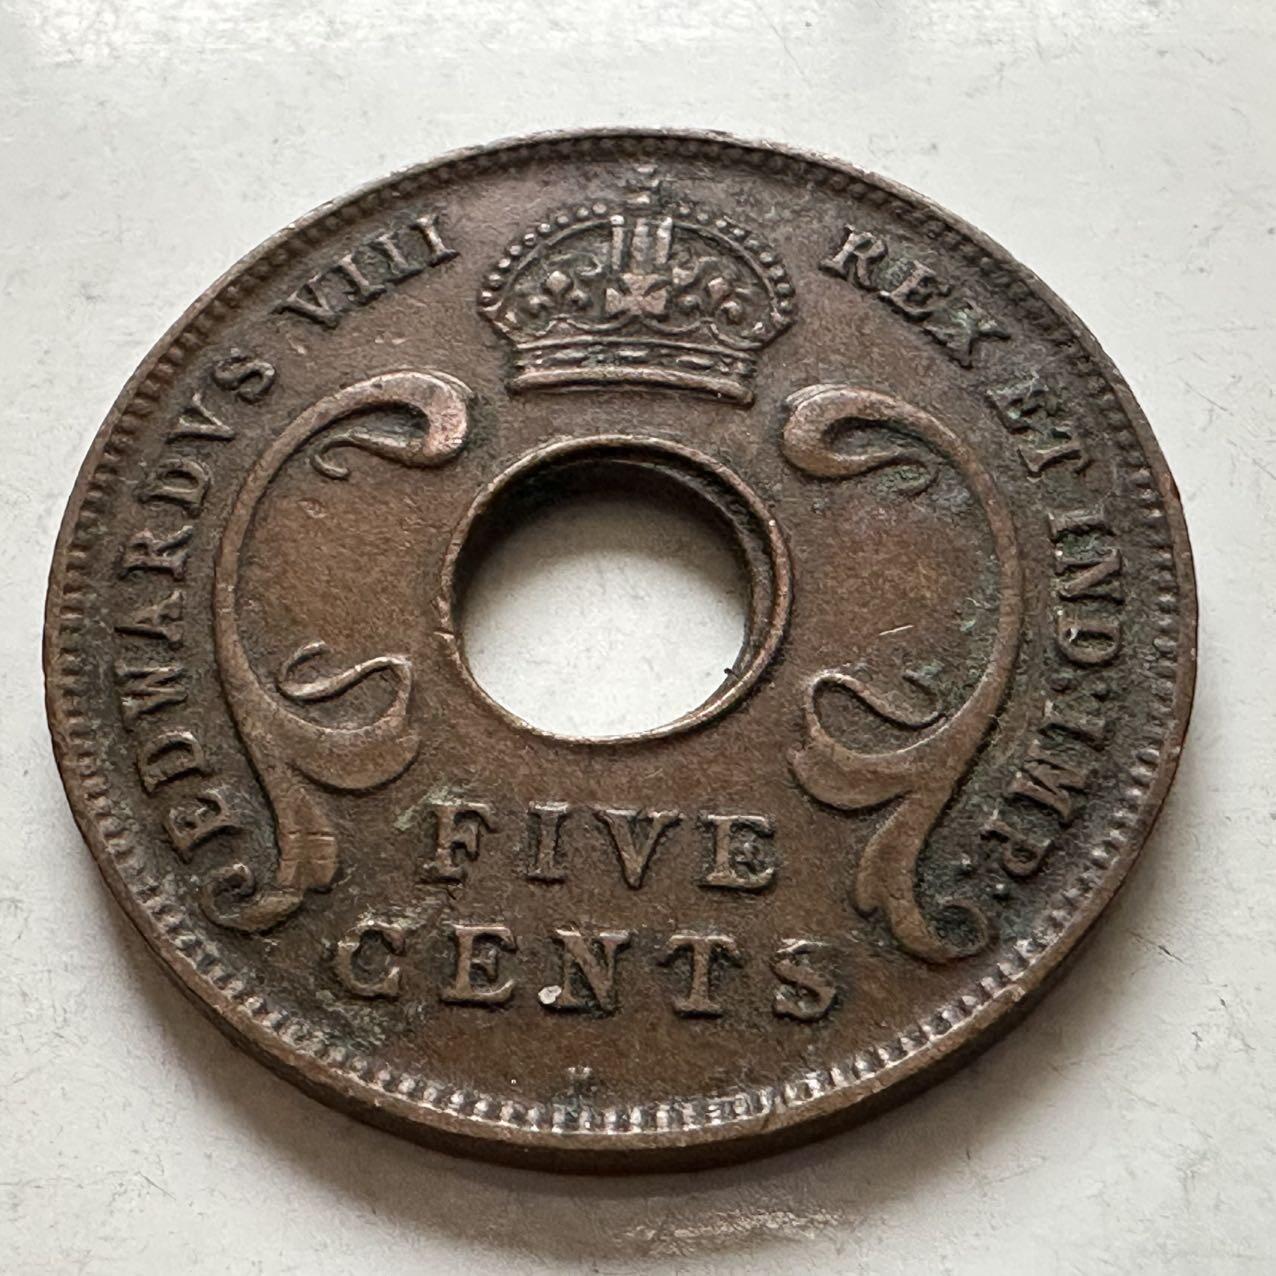 EDWARDVS VIII REX ET IND: IMP:
FIVE
CENTS
H